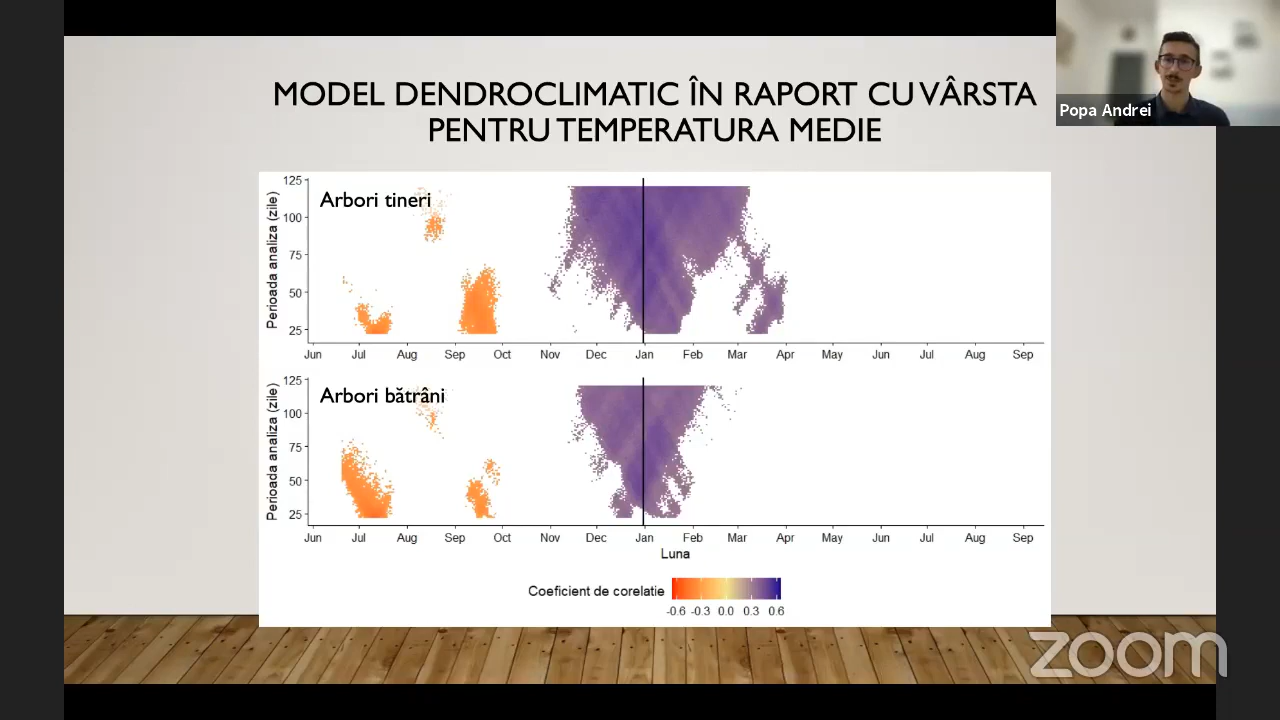 MODEL DENDROCLIMATIC ÎN RAPORT CU VÂRSTA
PENTRU TEMPERATURA MEDIE
Popa Andrei
Arbori tineri
Perioada analiza (zile)
125
100
75
50
25
Jun Jul Aug Sep Oct Nov Dec Jan Feb Mar Apr May Jun Jul Aug Sep
Arbori bătrâni
Perioada analiza (zile)
125
100
75
50
25
Jun Jul Aug Sep Oct Nov Dec Jan Feb Mar Apr May Jun Jul Aug Sep
Luna
Coeficient de corelatie
-0.6 -0.3 0.0 0.3 0.6
zoom